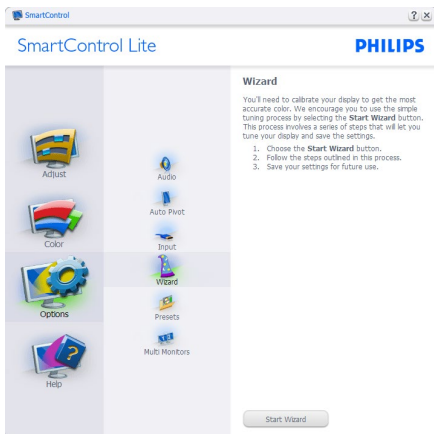 SmartControl
SmartControl Lite
PHILIPS
Adjust
Color
Options
Help
Audio
Auto Pivot
Input
Wizard
Presets
Multi Monitors
Wizard
You'll need to calibrate your display to get the most
accurate color. We encourage you to use the simple
tuning process by selecting the Start Wizard button.
This process involves a series of steps that will let you
tune your display and save the settings.
1. Choose the Start Wizard button.
2. Follow the steps outlined in this process.
3. Save your settings for future use.
Start Wizard